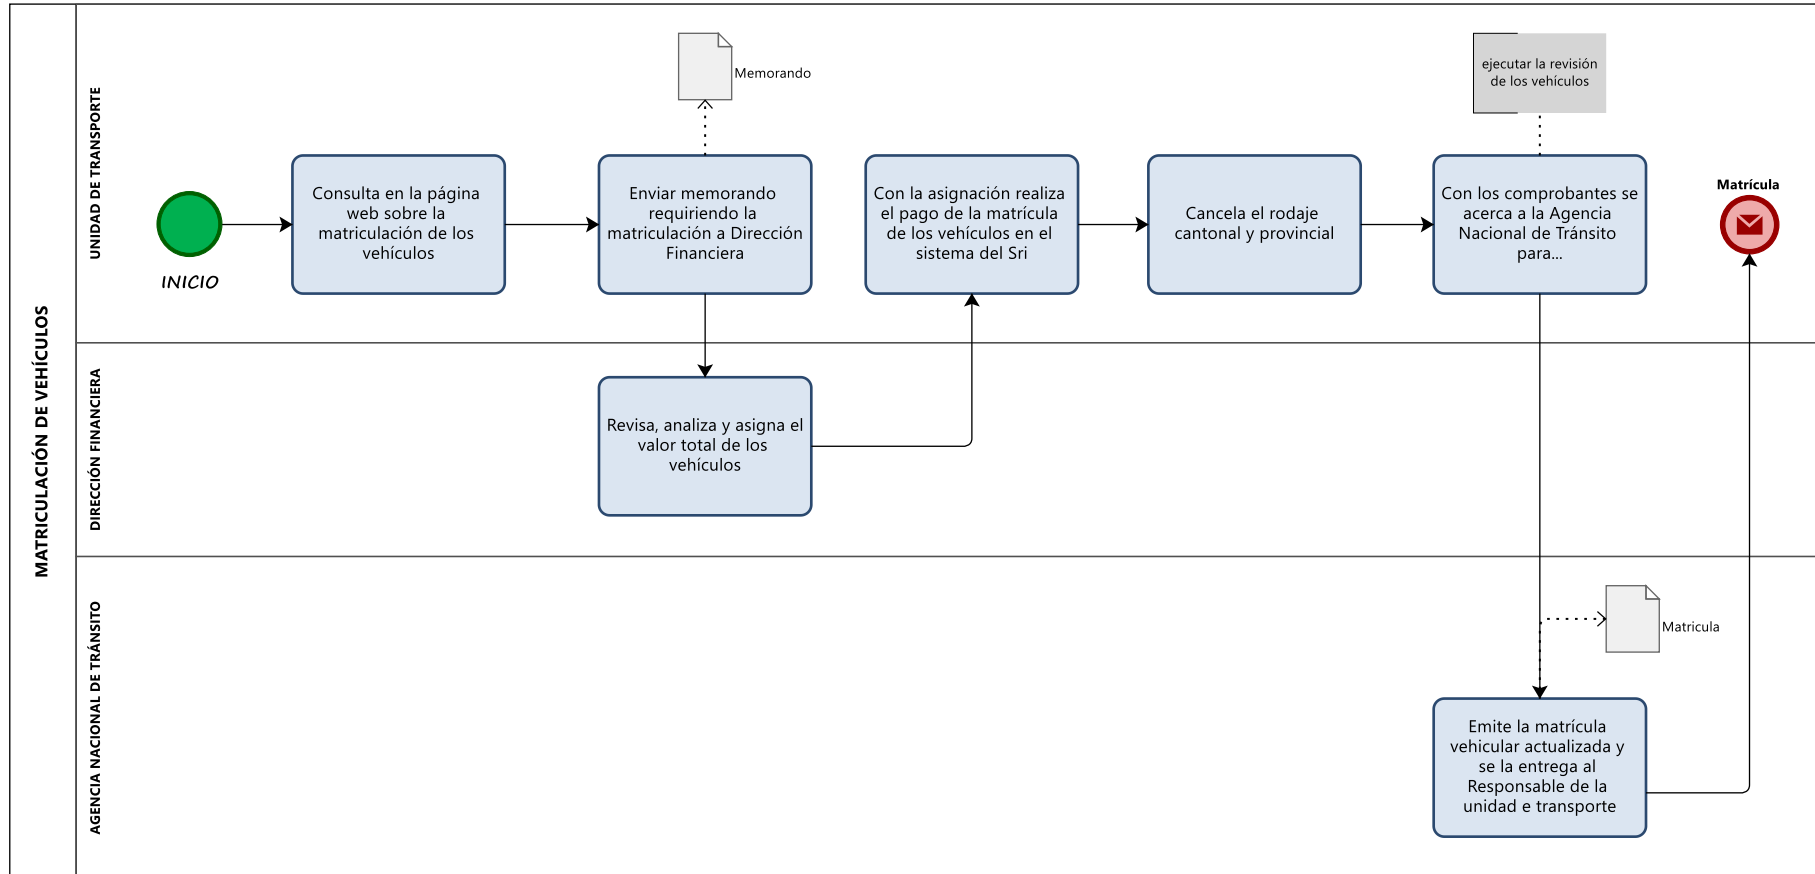 MATRICULACIÓN DE VEHÍCULOS
UNIDAD DE TRANSPORTE
INICIO
Consulta en la página
web sobre la
matriculación de los
vehículos
Memorando
Enviar memorando
requiriendo la
matriculación a Dirección
Financiera
Con la asignación realiza
el pago de la matrícula
de los vehículos en el
sistema del Sri
Cancela el rodaje
cantonal y provincial
ejecutar la revisión
de los vehículos
Con los comprobantes se
acerca a la Agencia
Nacional de Tránsito
para...
Matrícula
DIRECCIÓN FINANCIERA
Revisa, analiza y asigna el
valor total de los
vehículos
AGENCIA NACIONAL DE TRÁNSITO
Matricula
Emite la matrícula
vehicular actualizada y
se la entrega al
Responsable de la
unidad e transporte